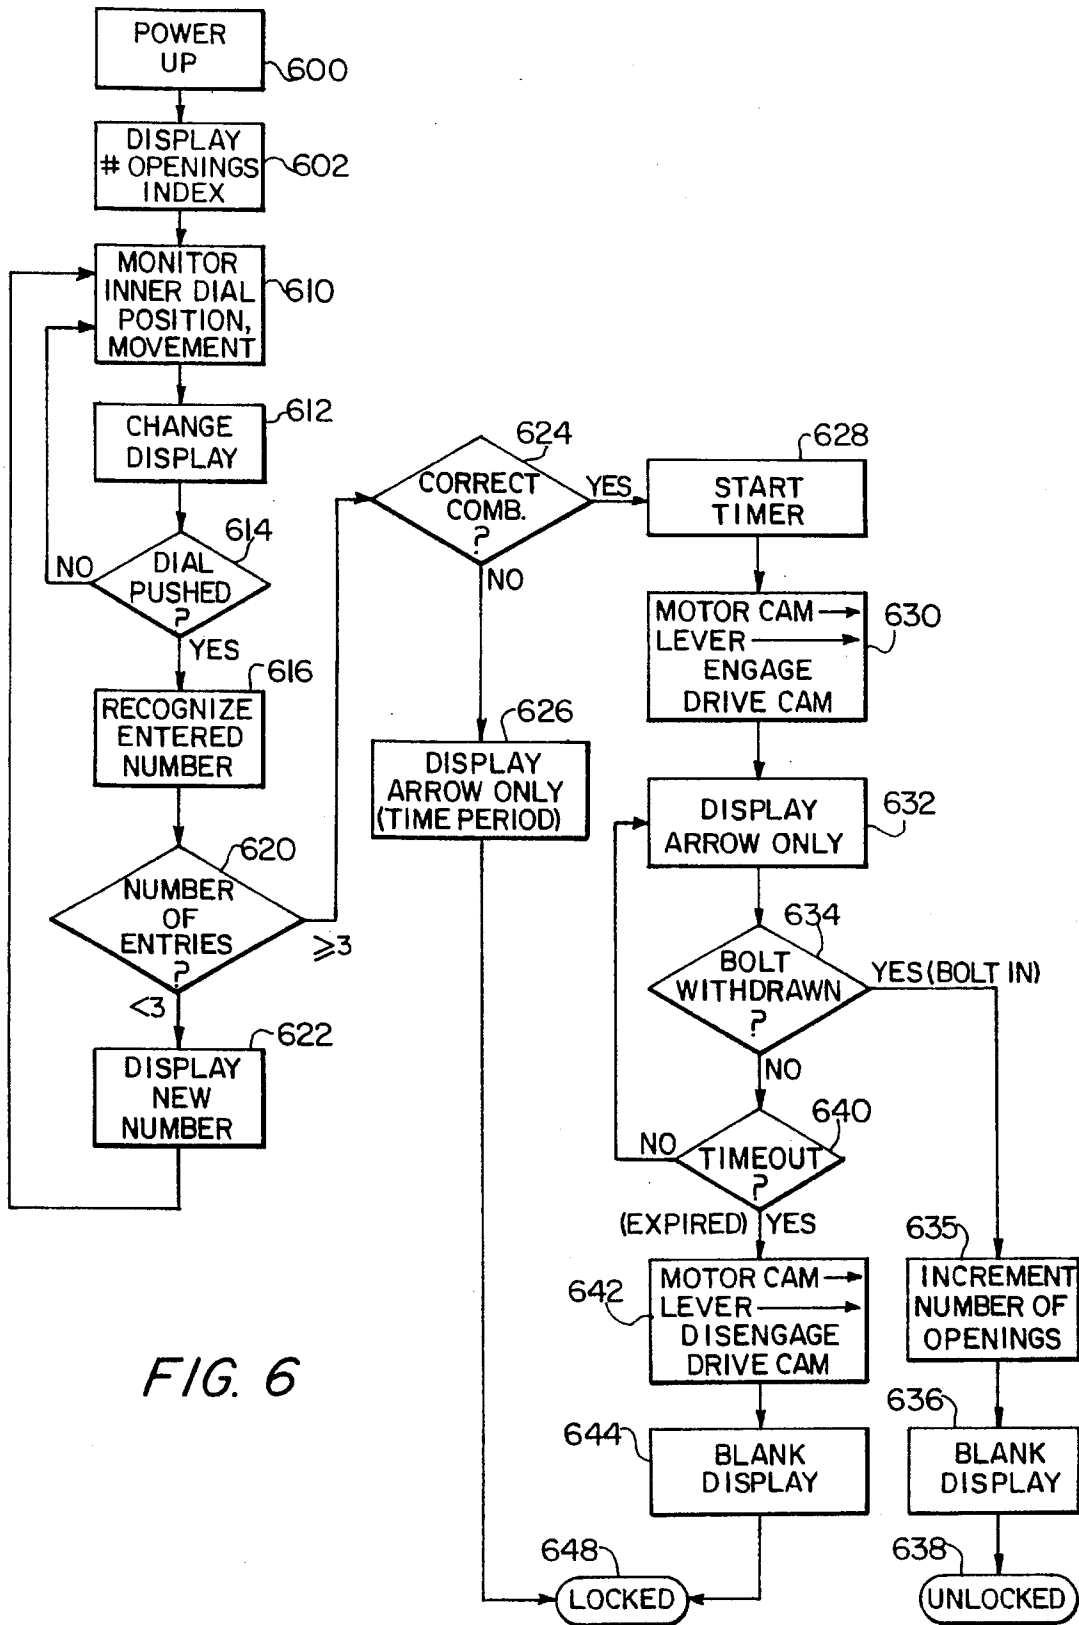 POWER
UP
600
DISPLAY
# OPENINGS
INDEX
602
MONITOR
INNER DIAL
POSITION,
MOVEMENT
610
CHANGE
DISPLAY
612
DIAL
PUSHED
?
614
NO
YES
RECOGNIZE
ENTERED
NUMBER
616
NUMBER
OF
ENTRIES
?
620
≥3
<3
DISPLAY
NEW
NUMBER
622
CORRECT
COMB.
?
624
YES
NO
DISPLAY
ARROW ONLY
(TIME PERIOD)
626
START
TIMER
628
MOTOR CAM
LEVER
ENGAGE
DRIVE CAM
630
DISPLAY
ARROW ONLY
632
BOLT
WITHDRAWN
?
634
YES (BOLT IN)
NO
TIMEOUT
?
640
NO
(EXPIRED) YES
MOTOR CAM
LEVER
DISENGAGE
DRIVE CAM
642
BLANK
DISPLAY
644
LOCKED
648
INCREMENT
NUMBER OF
OPENINGS
635
BLANK
DISPLAY
636
UNLOCKED
638
FIG. 6